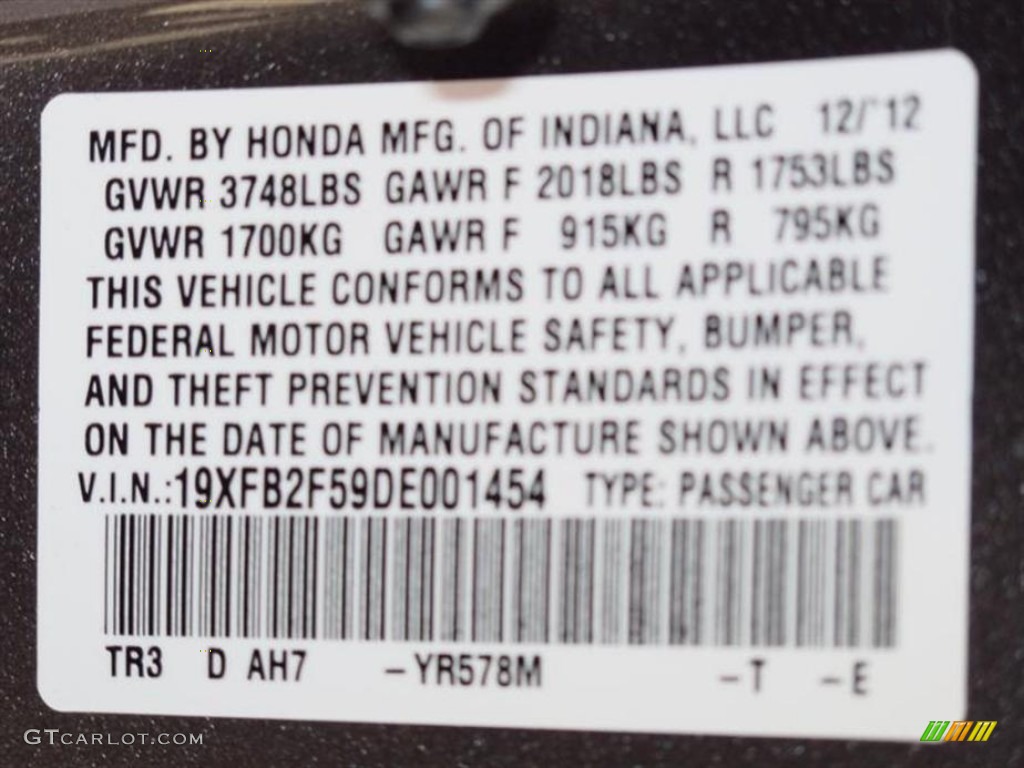 MFD. BY HONDA MFG. OF INDIANA, LLC 12/'12
GVWR 3748LBS GAWR F 2018LBS R 1753LBS
GVWR 1700KG GAWR F 915KG R 795KG
THIS VEHICLE CONFORMS TO ALL APPLICABLE
FEDERAL MOTOR VEHICLE SAFETY, BUMPER,
AND THEFT PREVENTION STANDARDS IN EFFECT
ON THE DATE OF MANUFACTURE SHOWN ABOVE.
V.I.N.:19XFB2F59DE001454 TYPE: PASSENGER CAR
TR3 D AH7 –YR578M –T –E
GTCARLOT.COM